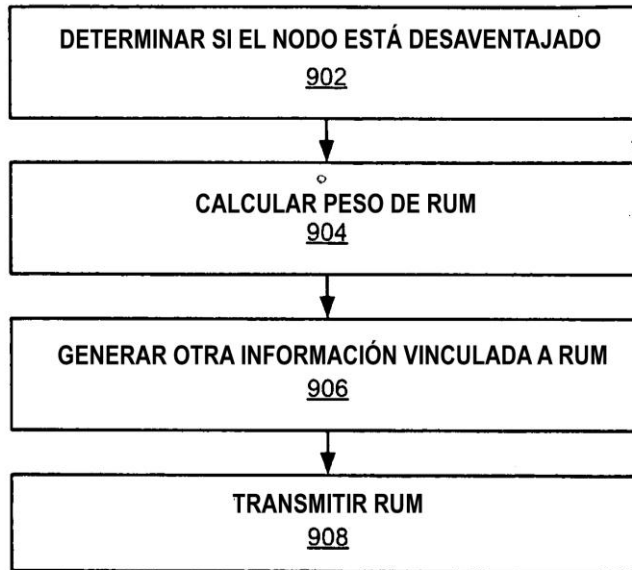 DETERMINAR SI EL NODO ESTÁ DESAVENTAJADO
902
CALCULAR PESO DE RUM
904
GENERAR OTRA INFORMACIÓN VINCULADA A RUM
906
TRANSMITIR RUM
908